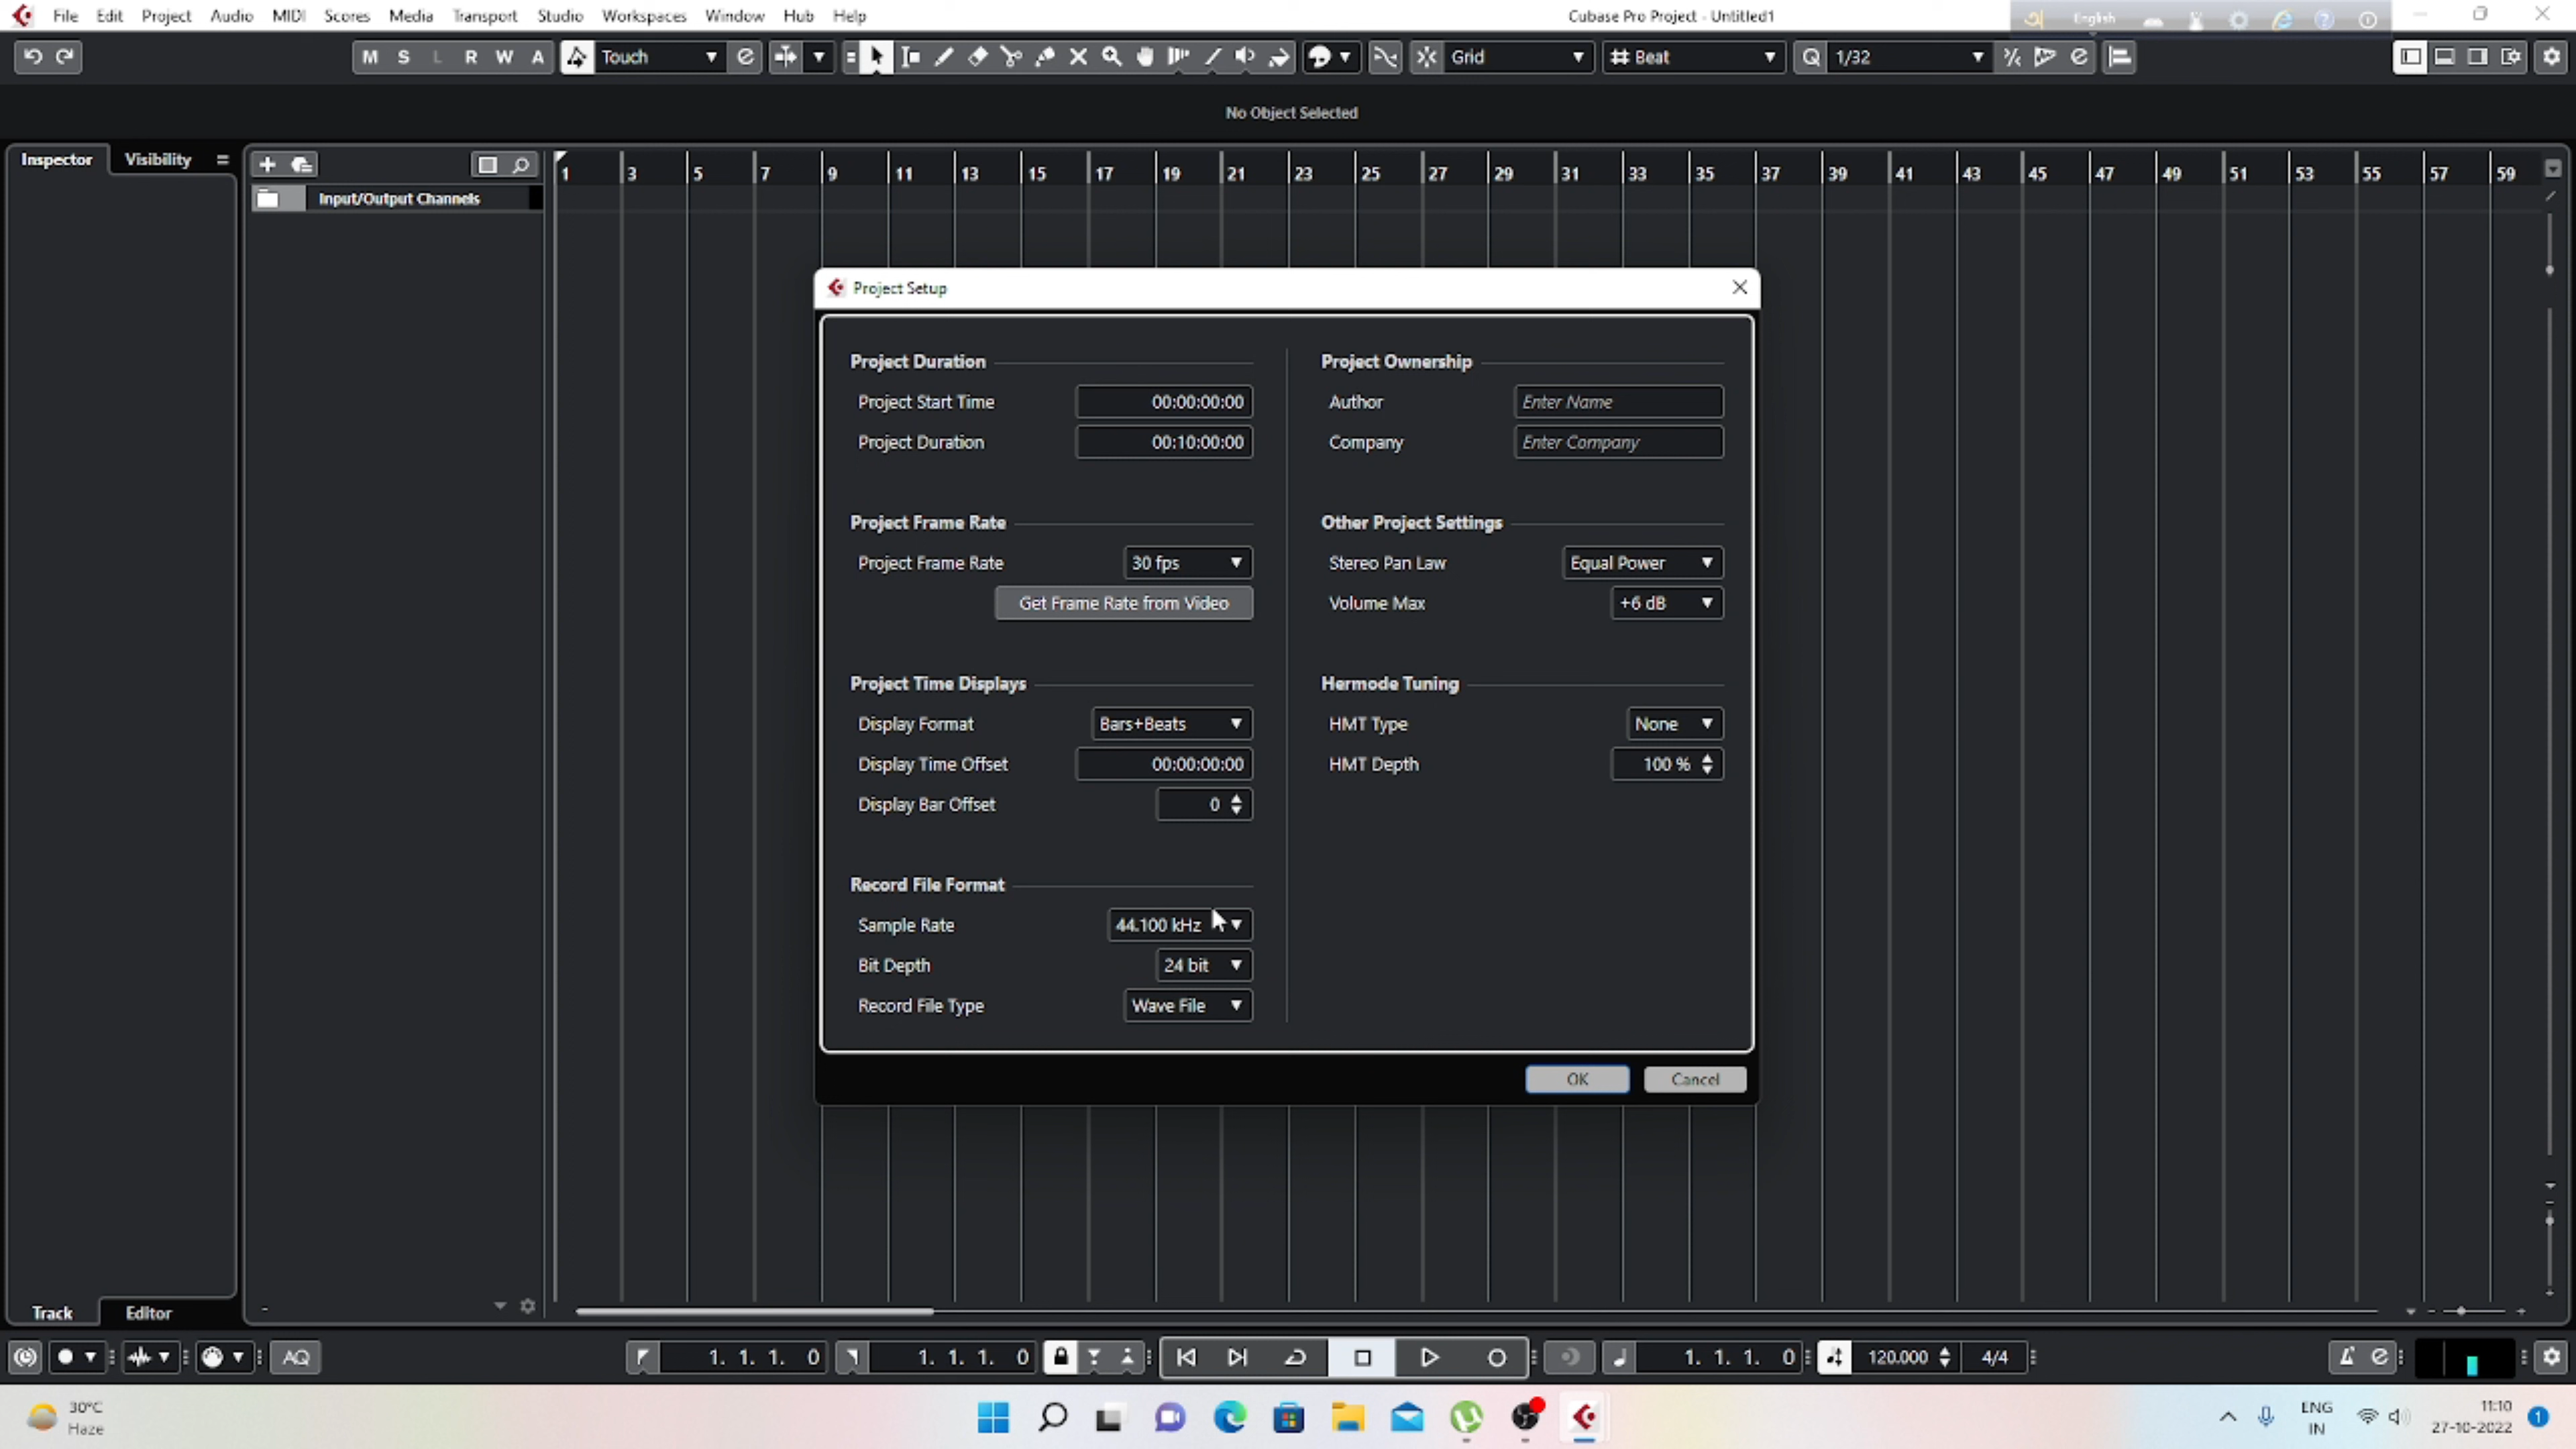 File Edit Project Audio MIDI Scores Media Transport Studio Workspaces Window Hub Help
Cubase Pro Project - Untitled1
English
M S L R W A Touch Grid Beat Q 1/32
No Object Selected
Inspector Visibility
1 3 5 7 9 11 13 15 17 19 21 23 25 27 29 31 33 35 37 39 41 43 45 47 49 51 53 55 57 59
Input/Output Channels
Project Setup
Project Duration
Project Start Time 00:00:00:00
Project Duration 00:10:00:00
Project Frame Rate
Project Frame Rate 30 fps
Get Frame Rate from Video
Project Time Displays
Display Format Bars+Beats
Display Time Offset 00:00:00:00
Display Bar Offset 0
Record File Format
Sample Rate 44.100 kHz
Bit Depth 24 bit
Record File Type Wave File
Project Ownership
Author Enter Name
Company Enter Company
Other Project Settings
Stereo Pan Law Equal Power
Volume Max +6 dB
Hermode Tuning
HMT Type None
HMT Depth 100 %
OK Cancel
Track Editor
AQ 1. 1. 1. 0 1. 1. 1. 0 1. 1. 1. 0 120.000 4/4
30°C
Haze
ENG
IN
11:10
27-10-2022
1